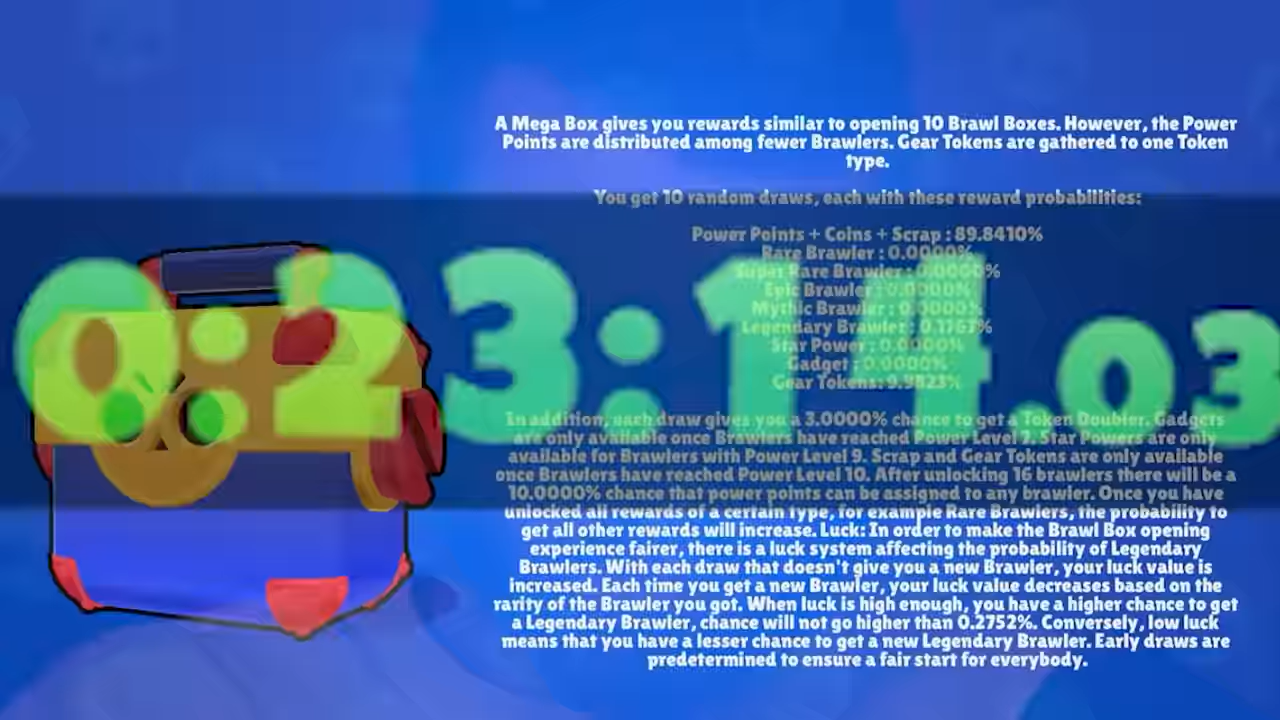 A Mega Box gives you rewards similar to opening 10 Brawl Boxes. However, the Power
Points are distributed among fewer Brawlers. Gear Tokens are gathered to one Token
type.
You get 10 random draws, each with these reward probabilities:
Power Points + Coins + Scrap : 89.8410%
Rare Brawler : 0.0000%
Super Rare Brawler : 0.0000%
Epic Brawler : 0.0000%
Mythic Brawler : 0.0000%
Legendary Brawler : 0.1767%
Star Power : 0.0000%
Gadget : 0.0000%
Gear Tokens: 9.9823%
0:23:14.03
In addition, each draw gives you a 3.0000% chance to get a Token Doubler. Gadgets
are only available once Brawlers have reached Power Level 7. Star Powers are only
available for Brawlers with Power Level 9. Scrap and Gear Tokens are only available
once Brawlers have reached Power Level 10. After unlocking 16 brawlers there will be a
10.0000% chance that power points can be assigned to any brawler. Once you have
unlocked all rewards of a certain type, for example Rare Brawlers, the probability to
get all other rewards will increase. Luck: In order to make the Brawl Box opening
experience fairer, there is a luck system affecting the probability of Legendary
Brawlers. With each draw that doesn't give you a new Brawler, your luck value is
increased. Each time you get a new Brawler, your luck value decreases based on the
rarity of the Brawler you got. When luck is high enough, you have a higher chance to get
a Legendary Brawler, chance will not go higher than 0.2752%. Conversely, low luck
means that you have a lesser chance to get a new Legendary Brawler. Early draws are
predetermined to ensure a fair start for everybody.